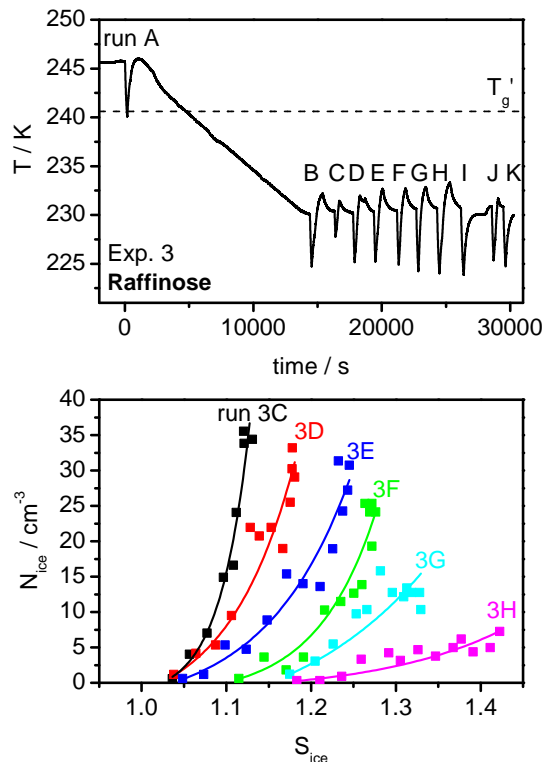 run A
T_g'
B C D E F G H I J K
Exp. 3
Raffinose
T / K
245
240
235
230
225
0 10000 20000 30000
time / s
run 3C
3D
3E
3F
3G
3H
N_ice / cm^-3
40
35
30
25
20
15
10
5
0
1.0 1.1 1.2 1.3 1.4
S_ice